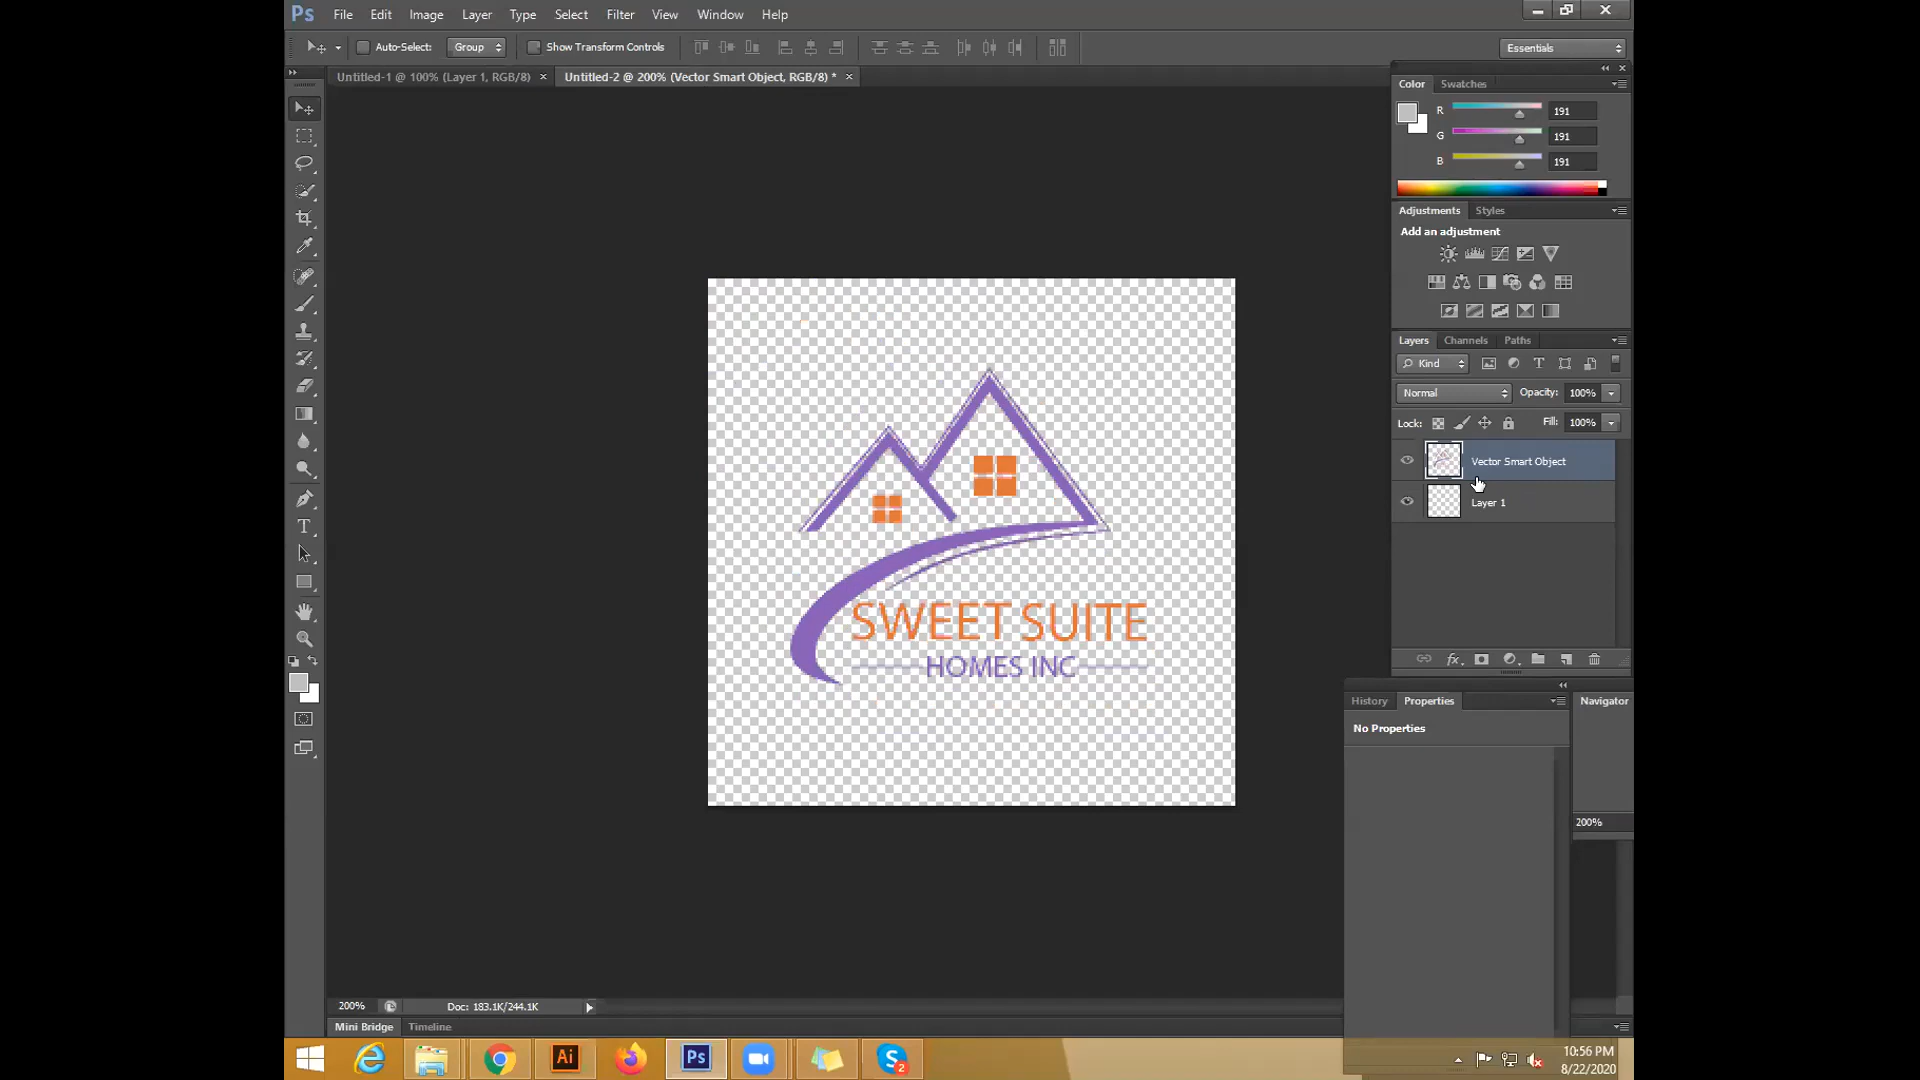 Ps File Edit Image Layer Type Select Filter View Window Help
Auto-Select: Group Show Transform Controls Essentials
Untitled-1 @ 100% (Layer 1, RGB/8) × Untitled-2 @ 200% (Vector Smart Object, RGB/8) * ×
Color Swatches
R 191
G 191
B 191
Adjustments Styles
Add an adjustment
Layers Channels Paths
Kind
Normal Opacity: 100%
Lock: Fill: 100%
Vector Smart Object
Layer 1
SWEET SUITE
HOMES INC
fx
History Properties Navigator
No Properties
200%
200% Doc: 183.1K/244.1K
Mini Bridge Timeline
Ai Ps S 2
10:56 PM
8/22/2020